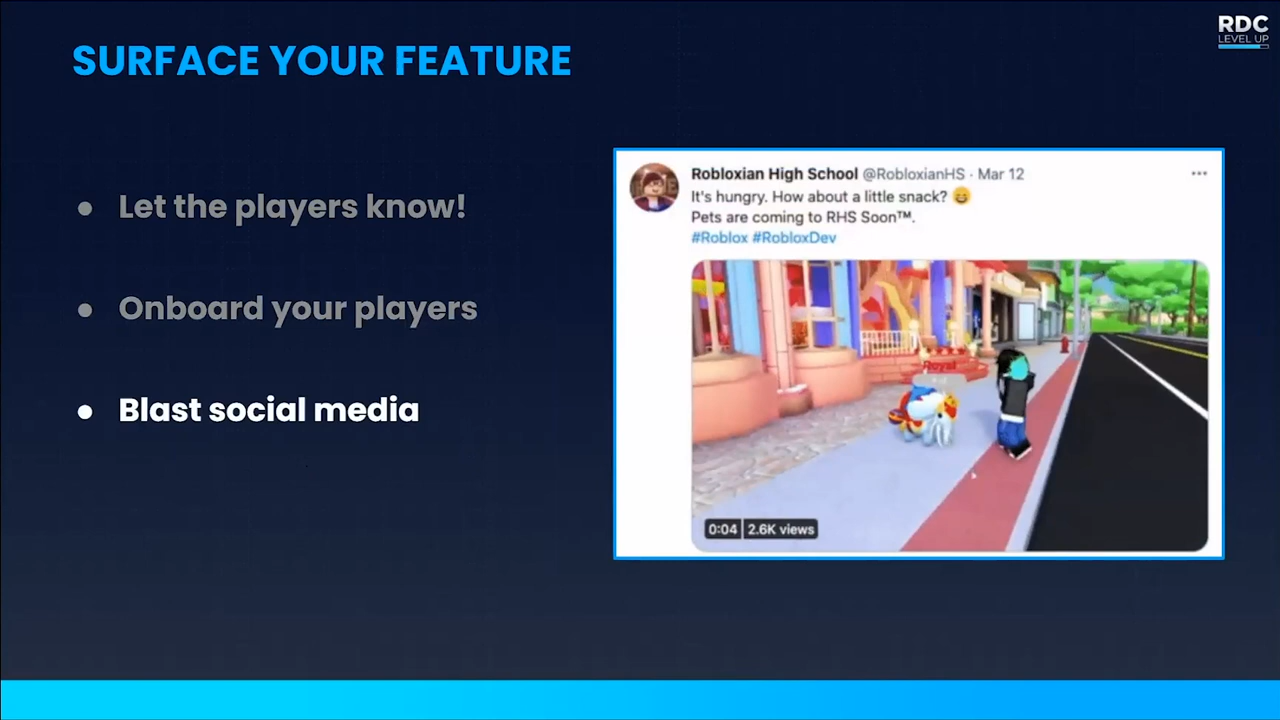 RDC
LEVEL UP
SURFACE YOUR FEATURE
• Let the players know!
• Onboard your players
• Blast social media
Robloxian High School @RobloxianHS · Mar 12
It's hungry. How about a little snack? 😄
Pets are coming to RHS Soon™.
#Roblox #RobloxDev
Royal
0:04 2.6K views